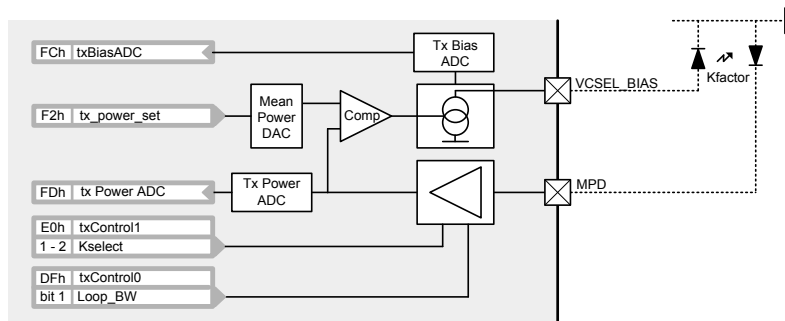 FCh txBiasADC
Tx Bias
ADC
VCSEL_BIAS
Kfactor
F2h tx_power_set
Mean
Power
DAC
Comp
FDh tx Power ADC
Tx Power
ADC
MPD
E0h txControl1
1 - 2 Kselect
DFh txControl0
bit 1 Loop_BW